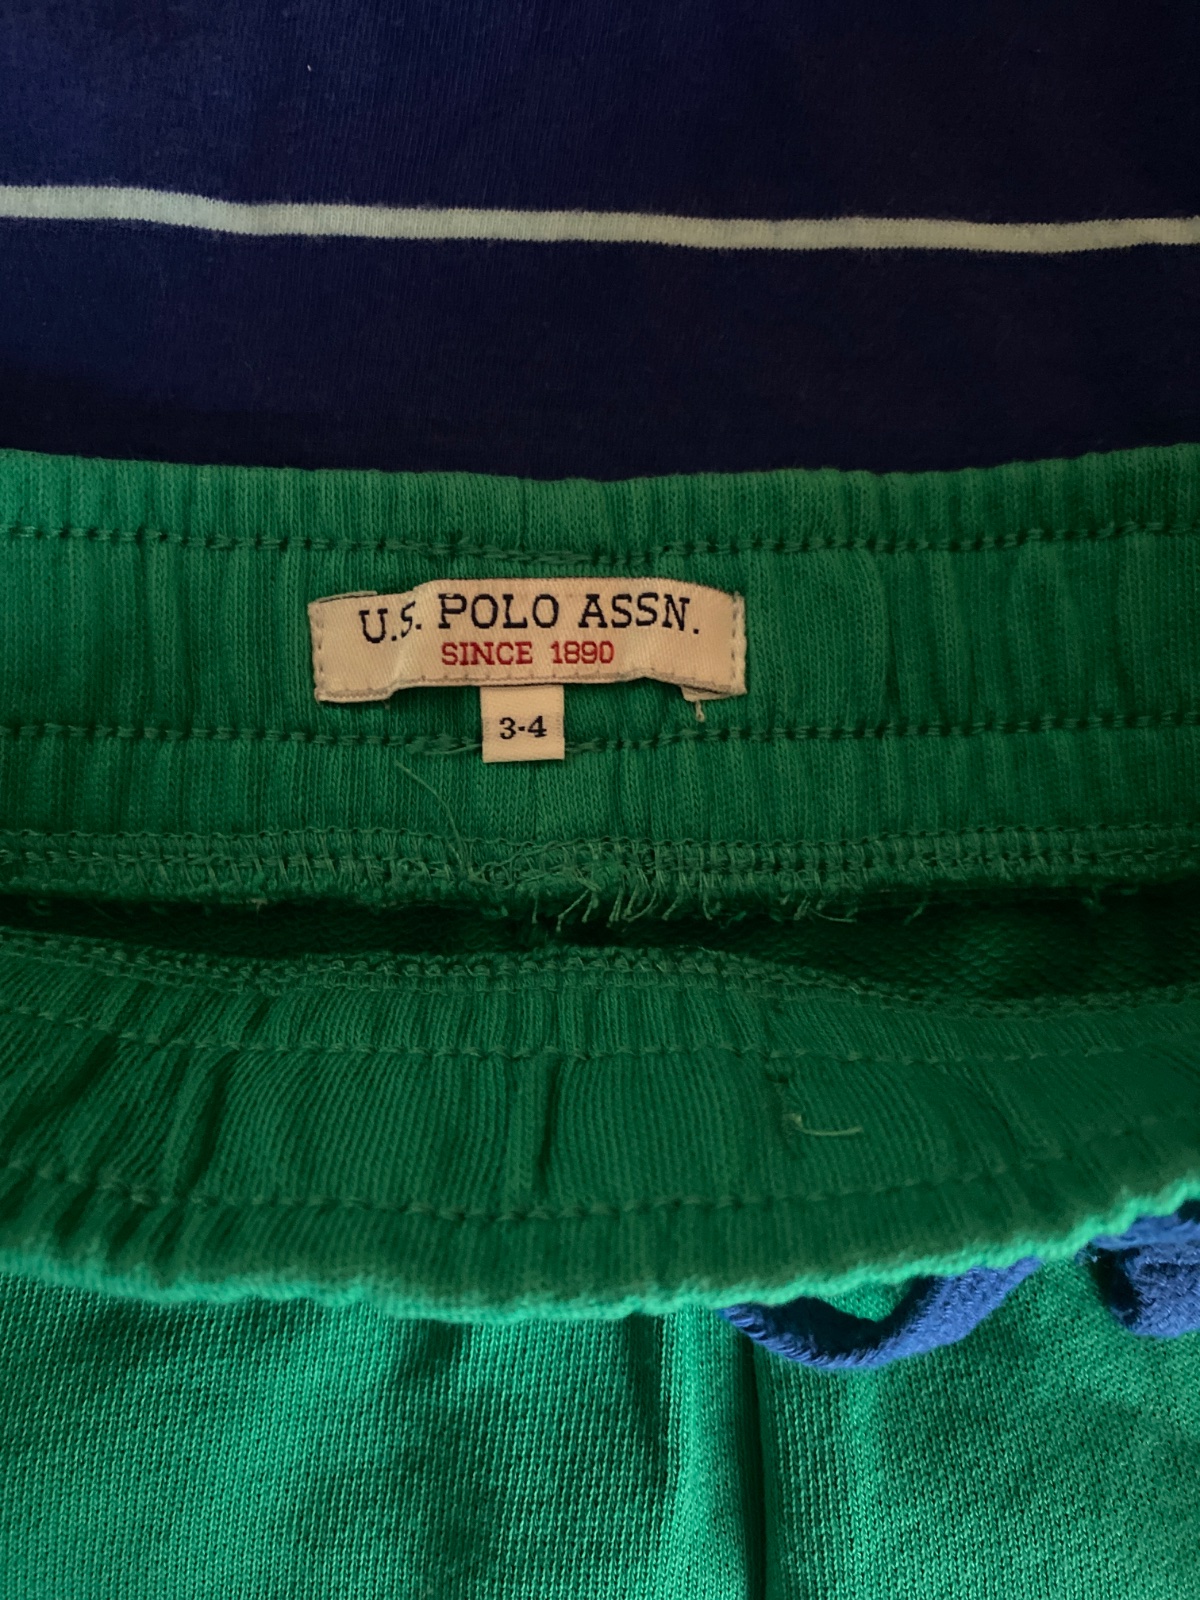 U.S. POLO ASSN.
SINCE 1890
3-4